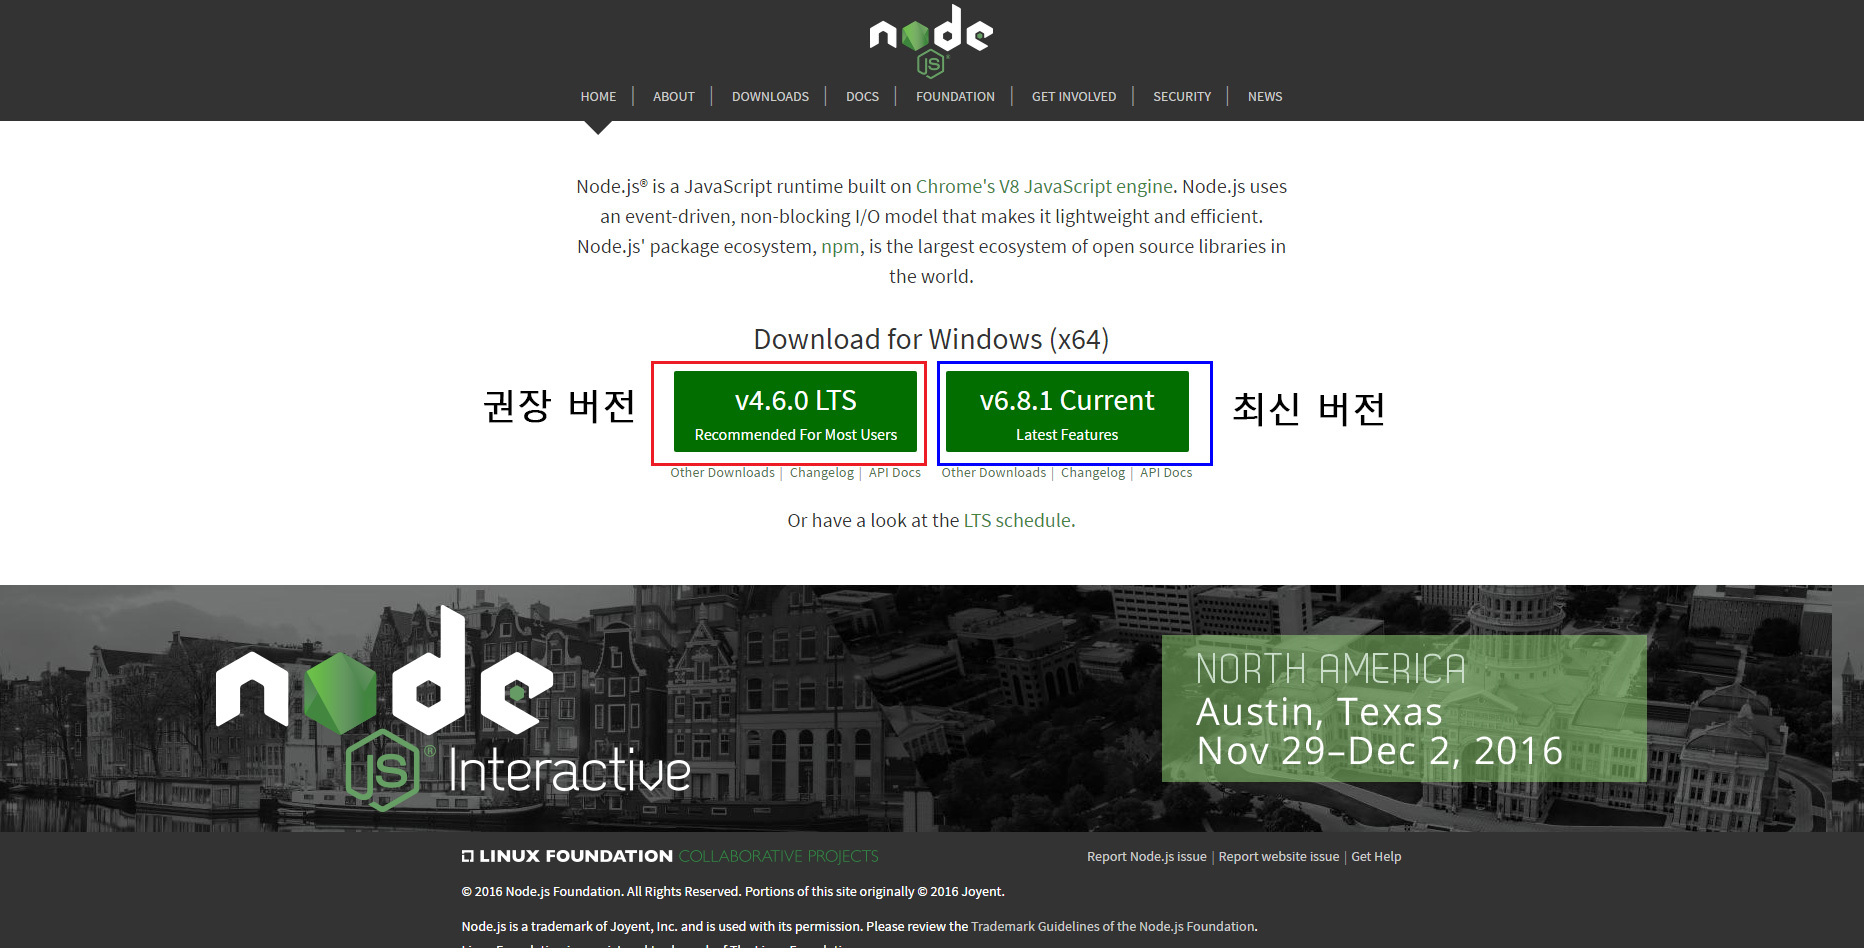 node
JS
HOME | ABOUT | DOWNLOADS | DOCS | FOUNDATION | GET INVOLVED | SECURITY | NEWS
Node.js® is a JavaScript runtime built on Chrome's V8 JavaScript engine. Node.js uses
an event-driven, non-blocking I/O model that makes it lightweight and efficient.
Node.js' package ecosystem, npm, is the largest ecosystem of open source libraries in
the world.
Download for Windows (x64)
권장 버전
v4.6.0 LTS
Recommended For Most Users
v6.8.1 Current
Latest Features
최신 버전
Other Downloads | Changelog | API Docs
Other Downloads | Changelog | API Docs
Or have a look at the LTS schedule.
node
JS® Interactive
NORTH AMERICA
Austin, Texas
Nov 29–Dec 2, 2016
LINUX FOUNDATION COLLABORATIVE PROJECTS
Report Node.js issue | Report website issue | Get Help
© 2016 Node.js Foundation. All Rights Reserved. Portions of this site originally © 2016 Joyent.
Node.js is a trademark of Joyent, Inc. and is used with its permission. Please review the Trademark Guidelines of the Node.js Foundation.